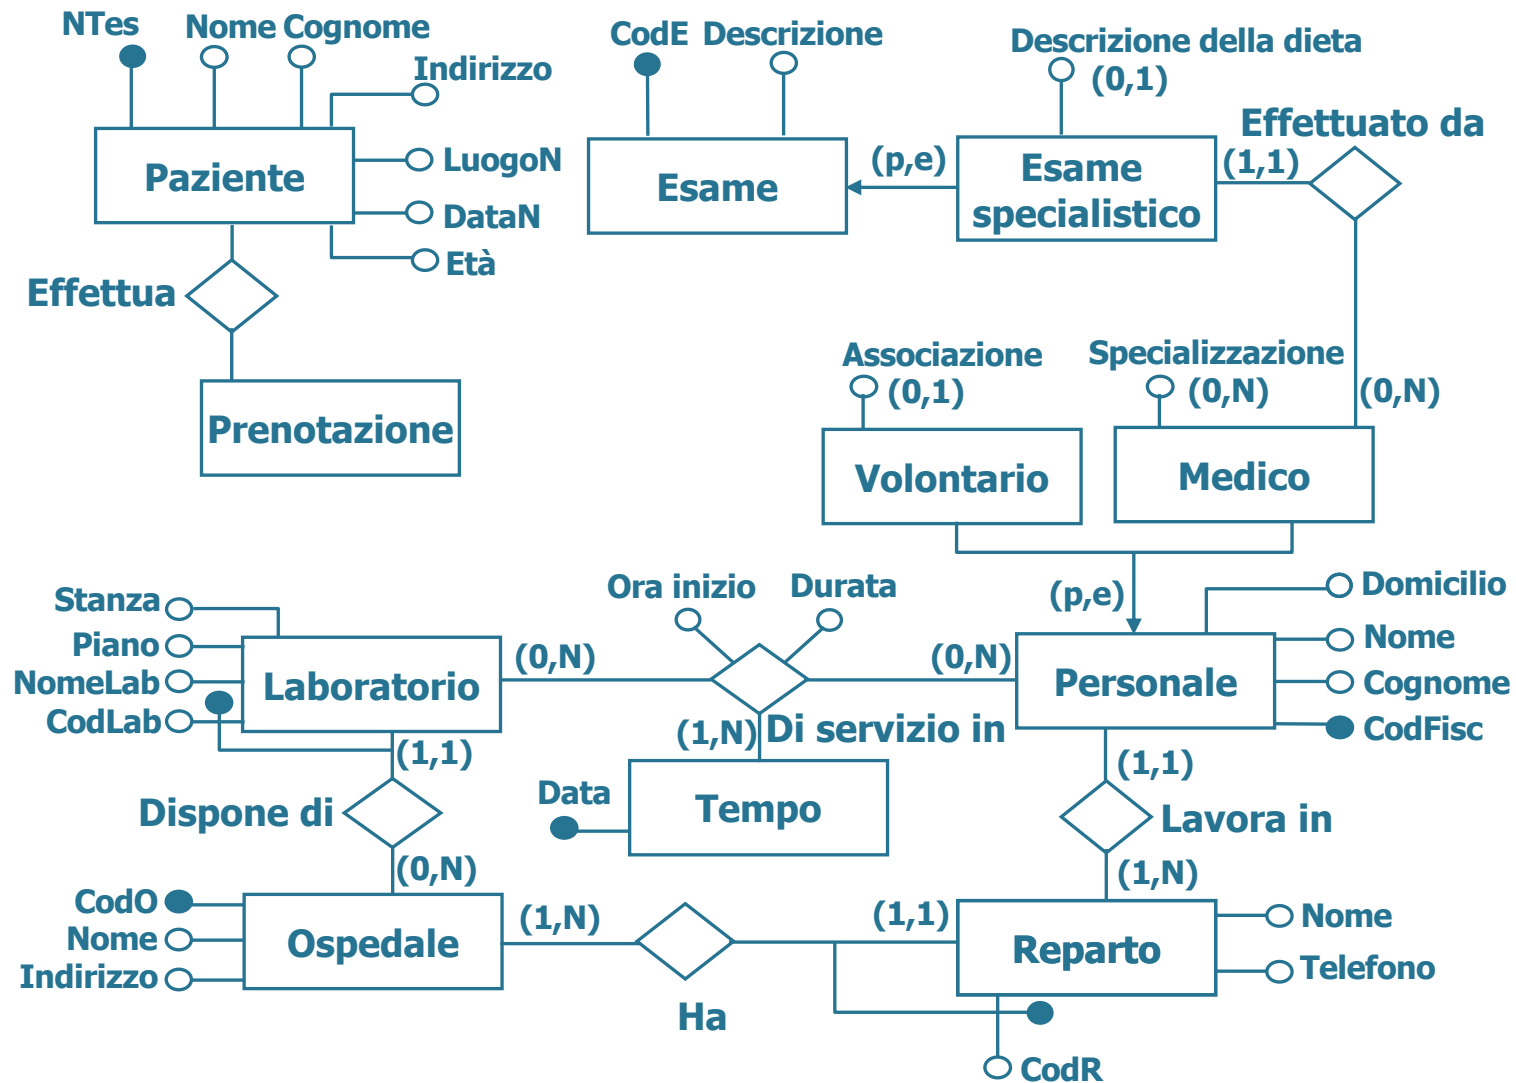 NTes
Nome Cognome
Indirizzo
Paziente
LuogoN
DataN
Età
Effettua
Prenotazione
CodE Descrizione
Esame
(p,e)
Descrizione della dieta
(0,1)
Esame
specialistico
Effettuato da
(1,1)
(0,N)
Associazione
(0,1)
Volontario
Specializzazione
(0,N)
Medico
(p,e)
Stanza
Piano
NomeLab
CodLab
Laboratorio
(0,N)
Ora inizio
Durata
(0,N)
Di servizio in
(1,N)
Data
Tempo
Personale
Domicilio
Nome
Cognome
CodFisc
(1,1)
Dispone di
(0,N)
(1,1)
Lavora in
(1,N)
CodO
Nome
Indirizzo
Ospedale
(1,N)
Ha
(1,1)
Reparto
Nome
Telefono
CodR